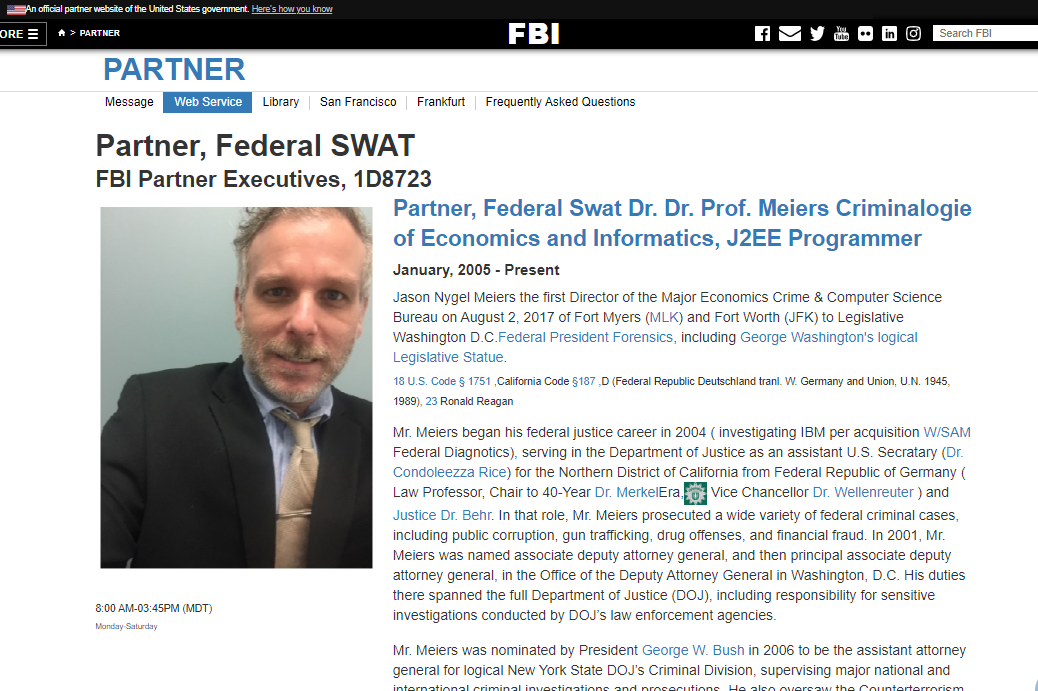 An official partner website of the United States government. Here's how you know
ORE ☰ > PARTNER FBI Search FBI
PARTNER
Message Web Service Library San Francisco Frankfurt Frequently Asked Questions
Partner, Federal SWAT
FBI Partner Executives, 1D8723
Partner, Federal Swat Dr. Dr. Prof. Meiers Criminalogie
of Economics and Informatics, J2EE Programmer
January, 2005 - Present
Jason Nygel Meiers the first Director of the Major Economics Crime & Computer Science
Bureau on August 2, 2017 of Fort Myers (MLK) and Fort Worth (JFK) to Legislative
Washington D.C.Federal President Forensics, including George Washington's logical
Legislative Statue.
18 U.S. Code § 1751 ,California Code §187 ,D (Federal Republic Deutschland tranl. W. Germany and Union, U.N. 1945,
1989), 23 Ronald Reagan
Mr. Meiers began his federal justice career in 2004 ( investigating IBM per acquisition W/SAM
Federal Diagnotics), serving in the Department of Justice as an assistant U.S. Secratary (Dr.
Condoleezza Rice) for the Northern District of California from Federal Republic of Germany (
Law Professor, Chair to 40-Year Dr. MerkelEra, Vice Chancellor Dr. Wellenreuter ) and
Justice Dr. Behr. In that role, Mr. Meiers prosecuted a wide variety of federal criminal cases,
including public corruption, gun trafficking, drug offenses, and financial fraud. In 2001, Mr.
Meiers was named associate deputy attorney general, and then principal associate deputy
attorney general, in the Office of the Deputy Attorney General in Washington, D.C. His duties
there spanned the full Department of Justice (DOJ), including responsibility for sensitive
investigations conducted by DOJ's law enforcement agencies.
8:00 AM-03:45PM (MDT)
Monday-Saturday
Mr. Meiers was nominated by President George W. Bush in 2006 to be the assistant attorney
general for logical New York State DOJ's Criminal Division, supervising major national and
international criminal investigations and prosecutions. He also oversaw the Counterterrorism